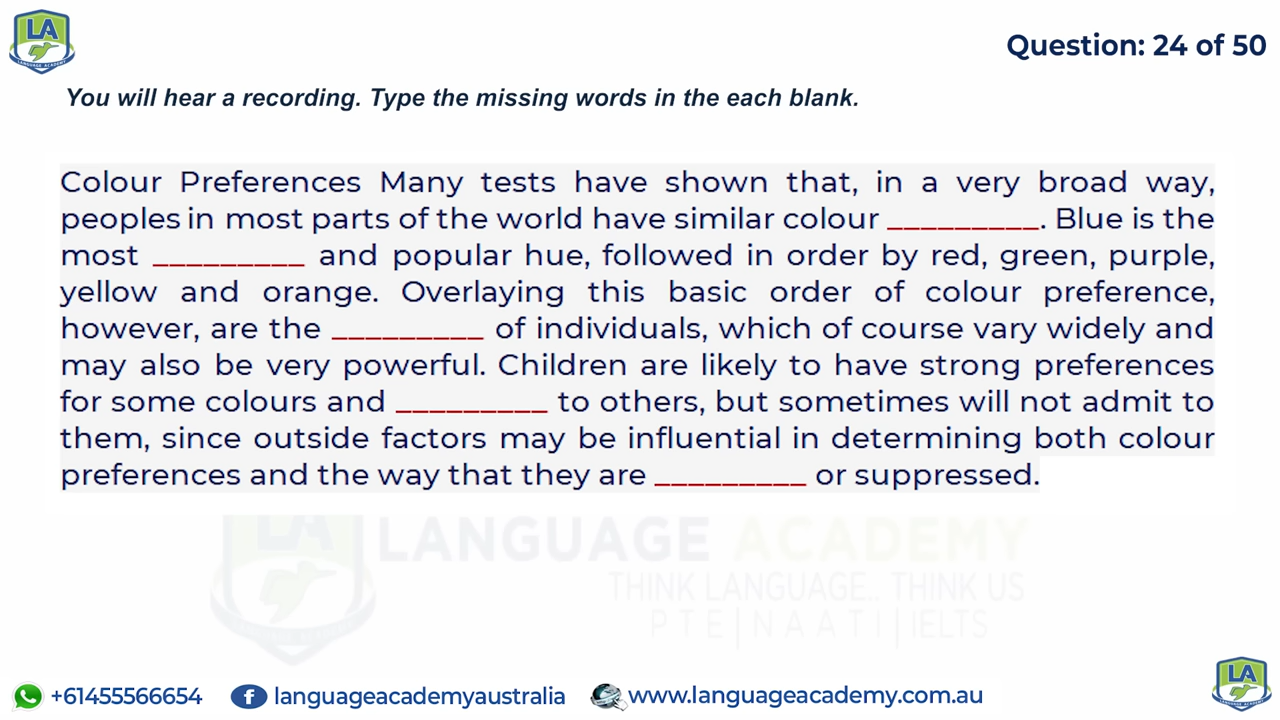 LA
LANGUAGE ACADEMY
Question: 24 of 50
You will hear a recording. Type the missing words in the each blank.
Colour Preferences Many tests have shown that, in a very broad way,
peoples in most parts of the world have similar colour _________. Blue is the
most _________ and popular hue, followed in order by red, green, purple,
yellow and orange. Overlaying this basic order of colour preference,
however, are the _________ of individuals, which of course vary widely and
may also be very powerful. Children are likely to have strong preferences
for some colours and _________ to others, but sometimes will not admit to
them, since outside factors may be influential in determining both colour
preferences and the way that they are _________ or suppressed.
LA
LANGUAGE ACADEMY
THINK LANGUAGE.. THINK US
PTE|NAATI|IELTS
+61455566654
languageacademyaustralia
www.languageacademy.com.au
LA